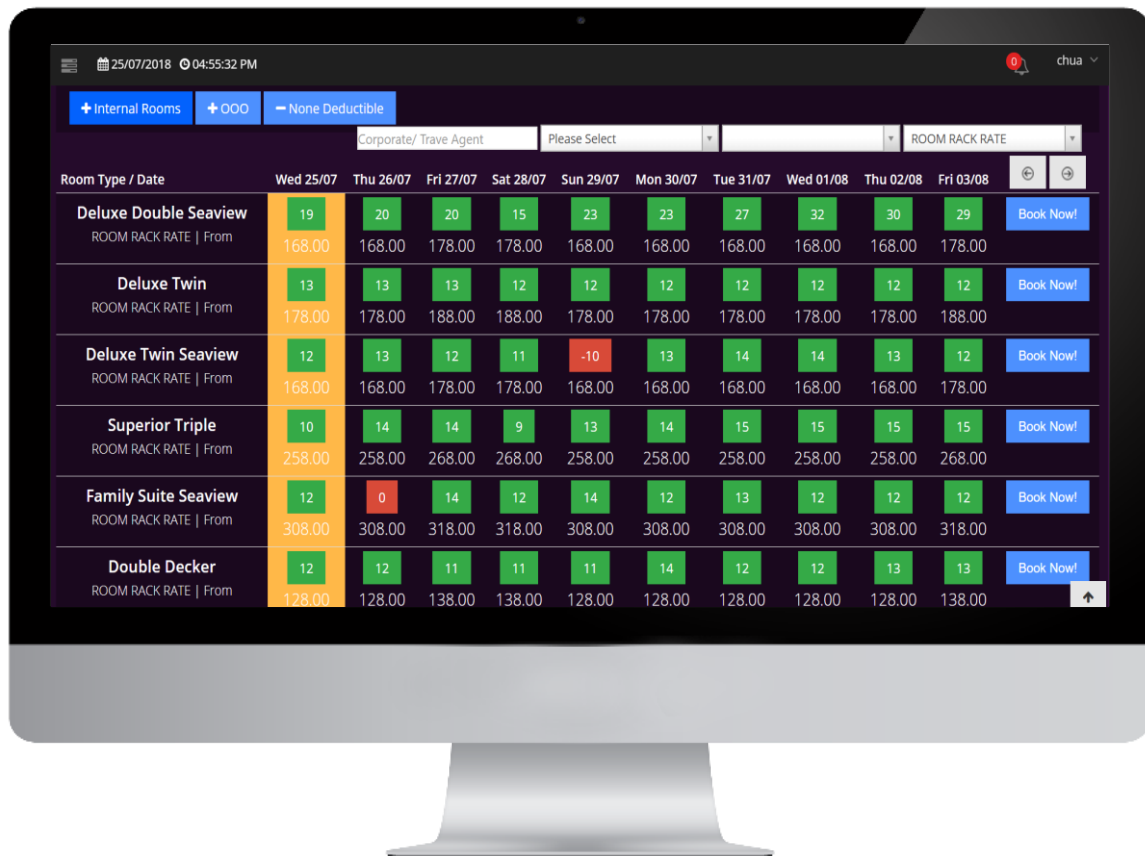 25/07/2018 04:55:32 PM 0 chua
+ Internal Rooms + OOO − None Deductible
Corporate/ Trave Agent Please Select ROOM RACK RATE
Room Type / Date Wed 25/07 Thu 26/07 Fri 27/07 Sat 28/07 Sun 29/07 Mon 30/07 Tue 31/07 Wed 01/08 Thu 02/08 Fri 03/08
Deluxe Double Seaview 19 20 20 15 23 23 27 32 30 29 Book Now!
ROOM RACK RATE | From 168.00 168.00 178.00 178.00 168.00 168.00 168.00 168.00 168.00 178.00
Deluxe Twin 13 13 13 12 12 12 12 12 12 12 Book Now!
ROOM RACK RATE | From 178.00 178.00 188.00 188.00 178.00 178.00 178.00 178.00 178.00 188.00
Deluxe Twin Seaview 12 13 12 11 -10 13 14 14 13 12 Book Now!
ROOM RACK RATE | From 168.00 168.00 178.00 178.00 168.00 168.00 168.00 168.00 168.00 178.00
Superior Triple 10 14 14 9 13 14 15 15 15 15 Book Now!
ROOM RACK RATE | From 258.00 258.00 268.00 268.00 258.00 258.00 258.00 258.00 258.00 268.00
Family Suite Seaview 12 0 14 12 14 12 13 12 12 12 Book Now!
ROOM RACK RATE | From 308.00 308.00 318.00 318.00 308.00 308.00 308.00 308.00 308.00 318.00
Double Decker 12 12 11 11 11 14 12 12 13 13 Book Now!
ROOM RACK RATE | From 128.00 128.00 138.00 138.00 128.00 128.00 128.00 128.00 128.00 138.00